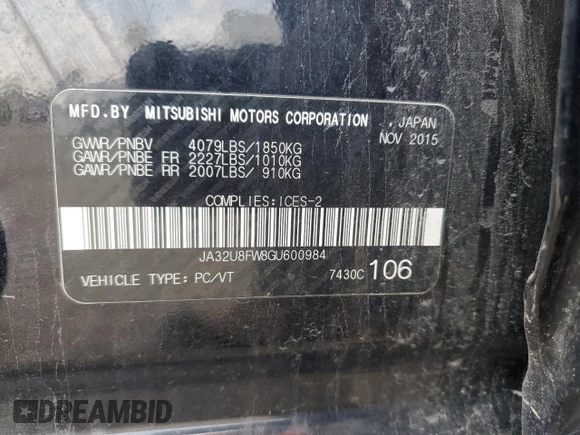 MFD.BY MITSUBISHI MOTORS CORPORATION , JAPAN
NOV 2015
GVWR/PNBV 4079LBS/1850KG
GAWR/PNBE FR 2227LBS/1010KG
GAWR/PNBE RR 2007LBS/ 910KG
COMPLIES:ICES-2
JA32U8FW8GU600984
VEHICLE TYPE: PC/VT 7430C 106
DREAMBID